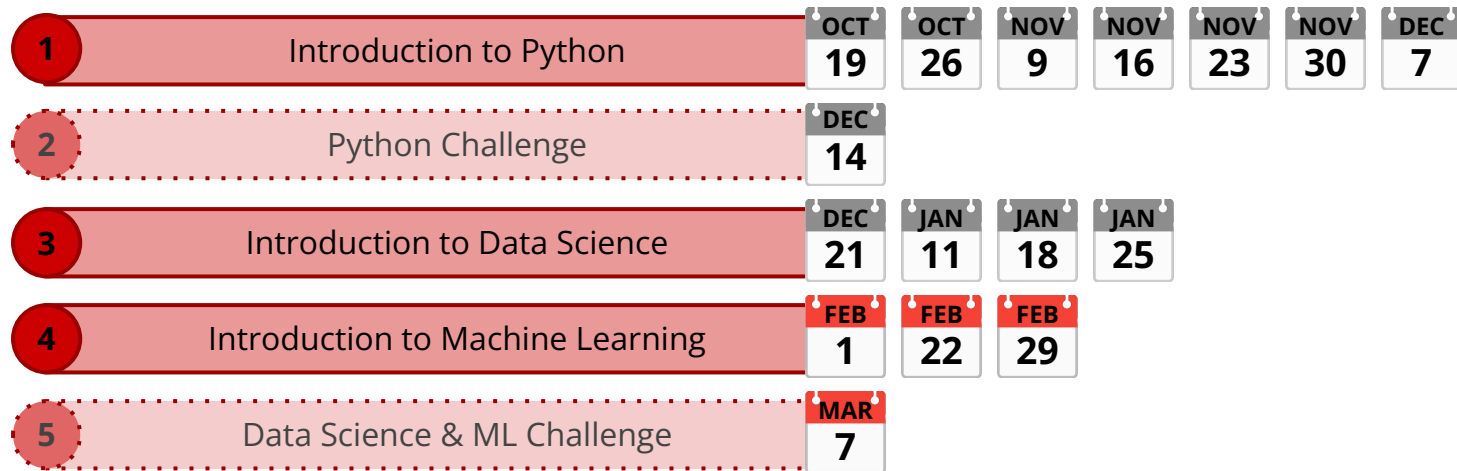 1 Introduction to Python OCT 19 OCT 26 NOV 9 NOV 16 NOV 23 NOV 30 DEC 7
2 Python Challenge DEC 14
3 Introduction to Data Science DEC 21 JAN 11 JAN 18 JAN 25
4 Introduction to Machine Learning FEB 1 FEB 22 FEB 29
5 Data Science & ML Challenge MAR 7